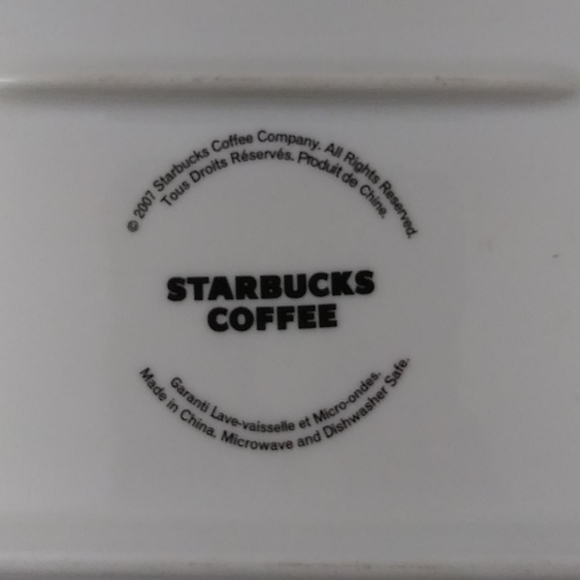 © 2007 Starbucks Coffee Company. All Rights Reserved.
Tous Droits Réservés. Produit de Chine.
STARBUCKS
COFFEE
Garanti Lave-vaisselle et Micro-ondes.
Made in China. Microwave and Dishwasher Safe.